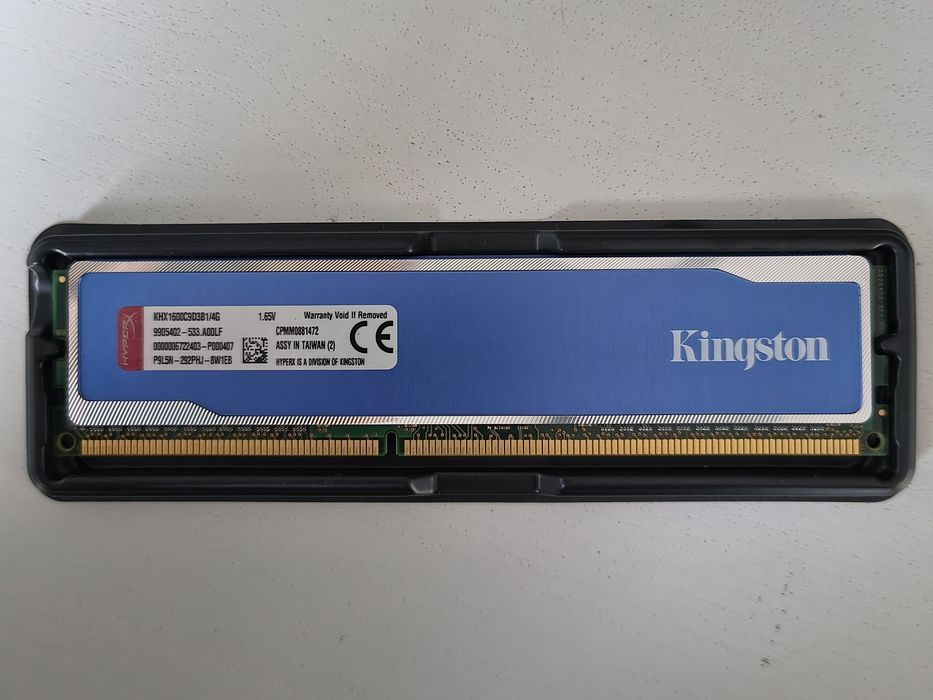 HYPERX
KHX1600C9D3B1/4G 1.65V Warranty Void If Removed
9905402-533.A00LF CPMM0881472
0000006722403-P000407 ASSY IN TAIWAN (2)
P9L5N-292PHJ-8W1E8 HYPERX IS A DIVISION OF KINGSTON
CE
Kingston